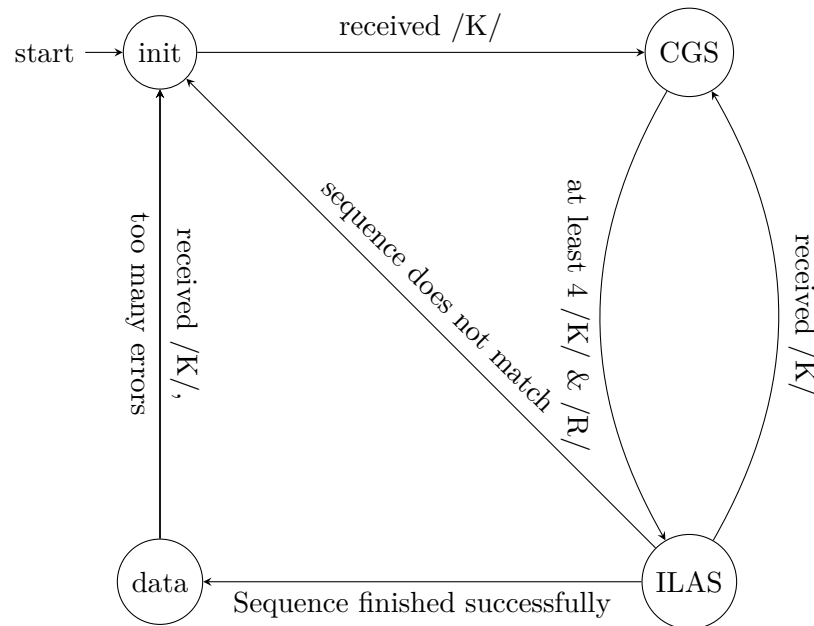 received /K/
start
init
CGS
sequence does not match
at least 4 /K/ & /R/
received /K/
received /K/,
too many errors
data
Sequence finished successfully
ILAS